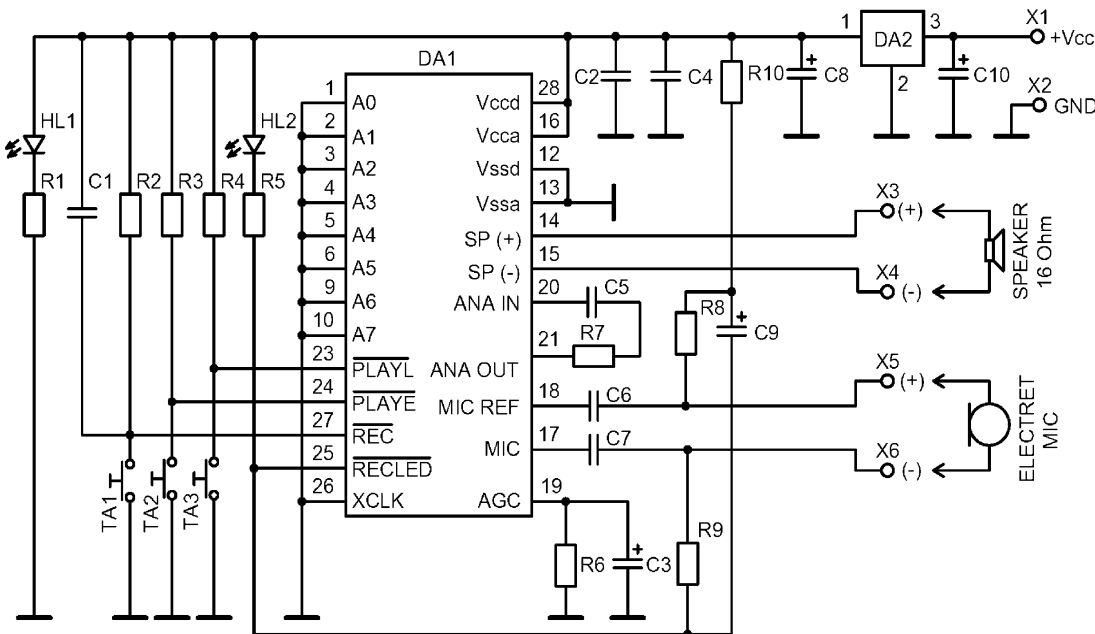 X1
1
3
DA2
+Vcc
DA1
C2
C4
R10
C8
C10
2
X2
GND
1
A0
Vccd
28
HL1
HL2
2
A1
Vcca
16
3
A2
Vssd
12
R1
C1
R2
R3
R4
R5
4
A3
Vssa
13
X3
(+)
5
A4
SP (+)
14
6
A5
SP (-)
15
X4
(-)
SPEAKER
16 Ohm
9
A6
ANA IN
20
C5
10
A7
R7
R8
C9
23
PLAYL
ANA OUT
21
X5
(+)
24
PLAYE
MIC REF
18
C6
27
REC
MIC
17
C7
X6
(-)
ELECTRET
MIC
25
RECLED
26
XCLK
AGC
19
TA1
TA2
TA3
R6
C3
R9